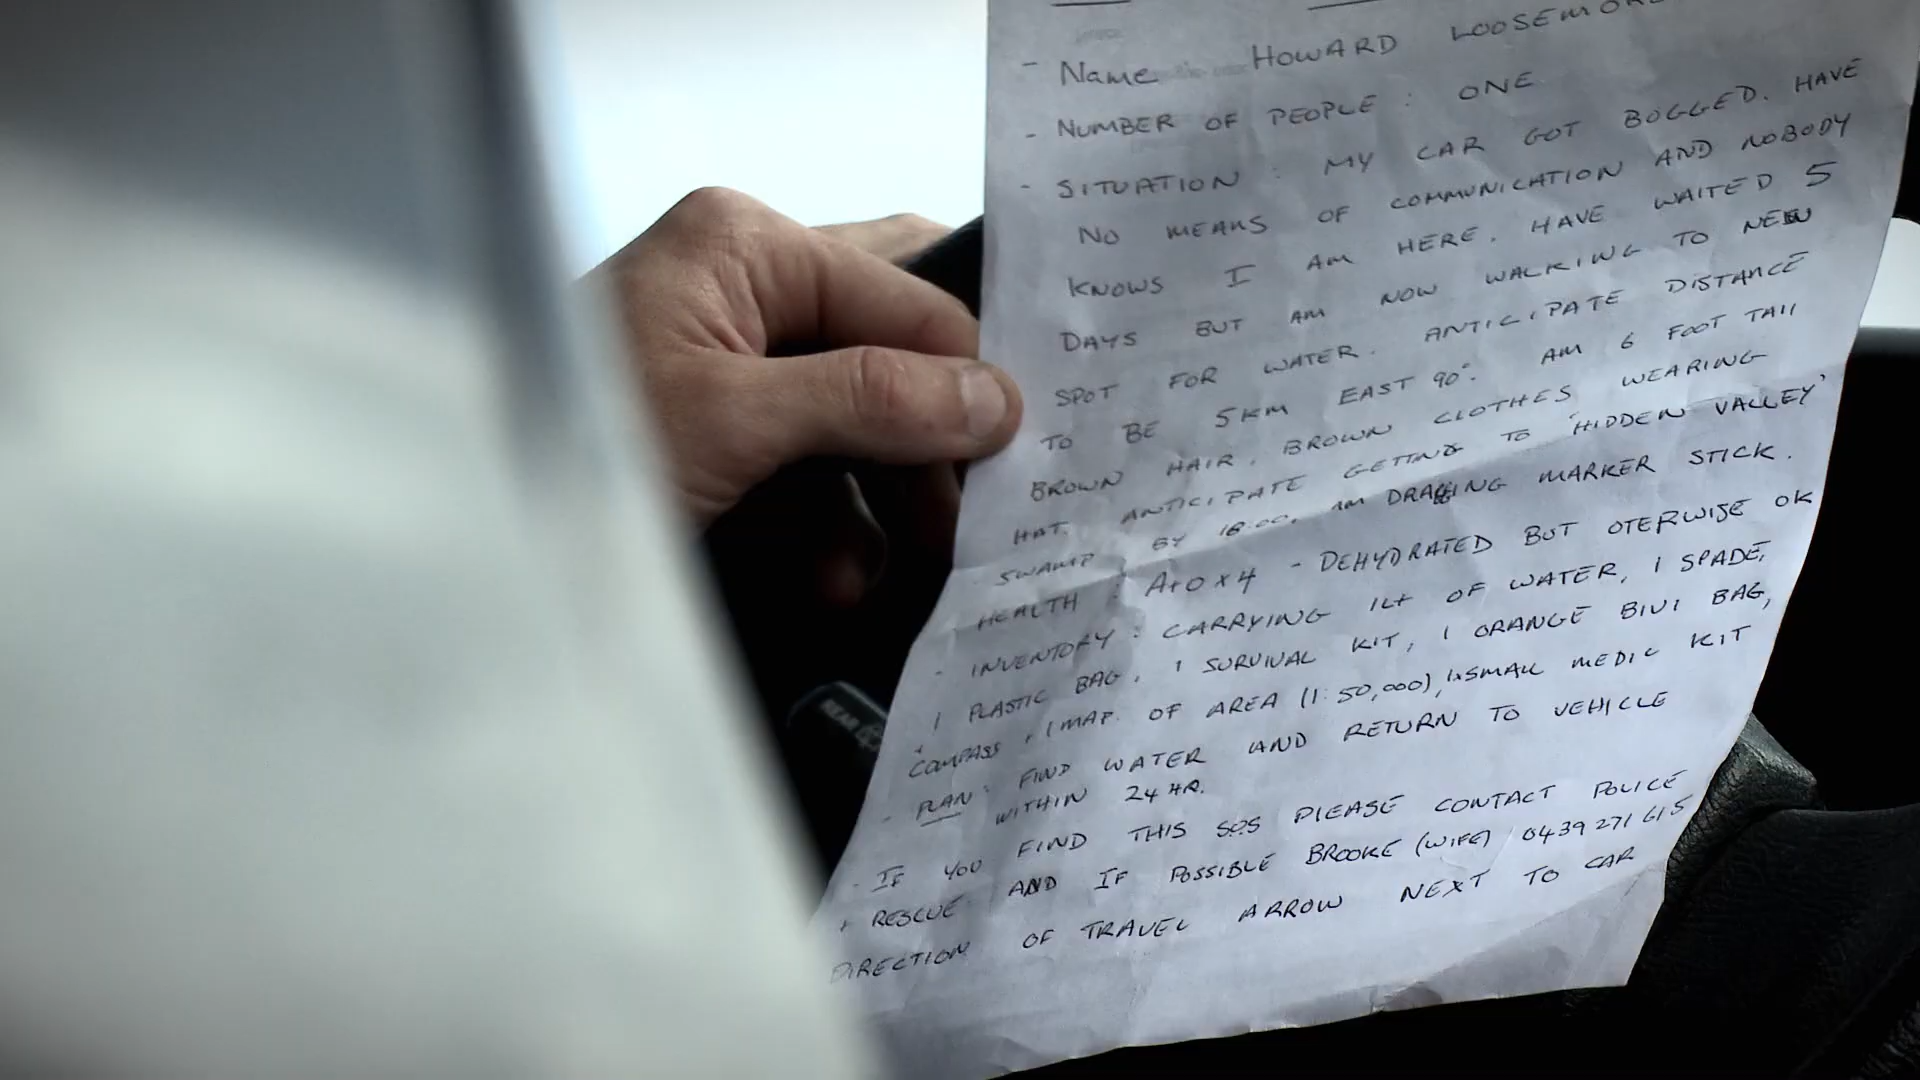 - Name HOWARD LOOSEMORE
- NUMBER OF PEOPLE : ONE
- SITUATION : MY CAR GOT BOGGED. HAVE
NO MEANS OF COMMUNICATION AND NOBODY
KNOWS I AM HERE. HAVE WAITED 5
DAYS BUT AM NOW WALKING TO NEW
SPOT FOR WATER. ANTICIPATE DISTANCE
TO BE 5KM EAST 90°. AM 6 FOOT TAll
BROWN HAIR. BROWN CLOTHES WEARING
HAT. ANTICIPATE GETTING TO 'HIDDEN VALLEY'
SWAMP BY 18:00. AM DRAGGING MARKER STICK.
HEALTH : A+O x 4 - DEHYDRATED BUT OTERWISE OK
- INVENTORY : CARRYING 1Lt OF WATER, 1 SPADE,
1 PLASTIC BAG, 1 SURVIVAL KIT, 1 ORANGE BIVI BAG,
COMPASS + 1 MAP OF AREA (1:50,000), 1xSMALL MEDIC KIT
- PLAN : FIND WATER AND RETURN TO VEHICLE
WITHIN 24 HR.
- IF YOU FIND THIS SOS PlEASE CONTACT POLICE
+ RESCUE AND IF POSSIBLE BROOKE (WIFE) 0439 271 615
DIRECTION OF TRAVEL ARROW NEXT TO CAR
REAR